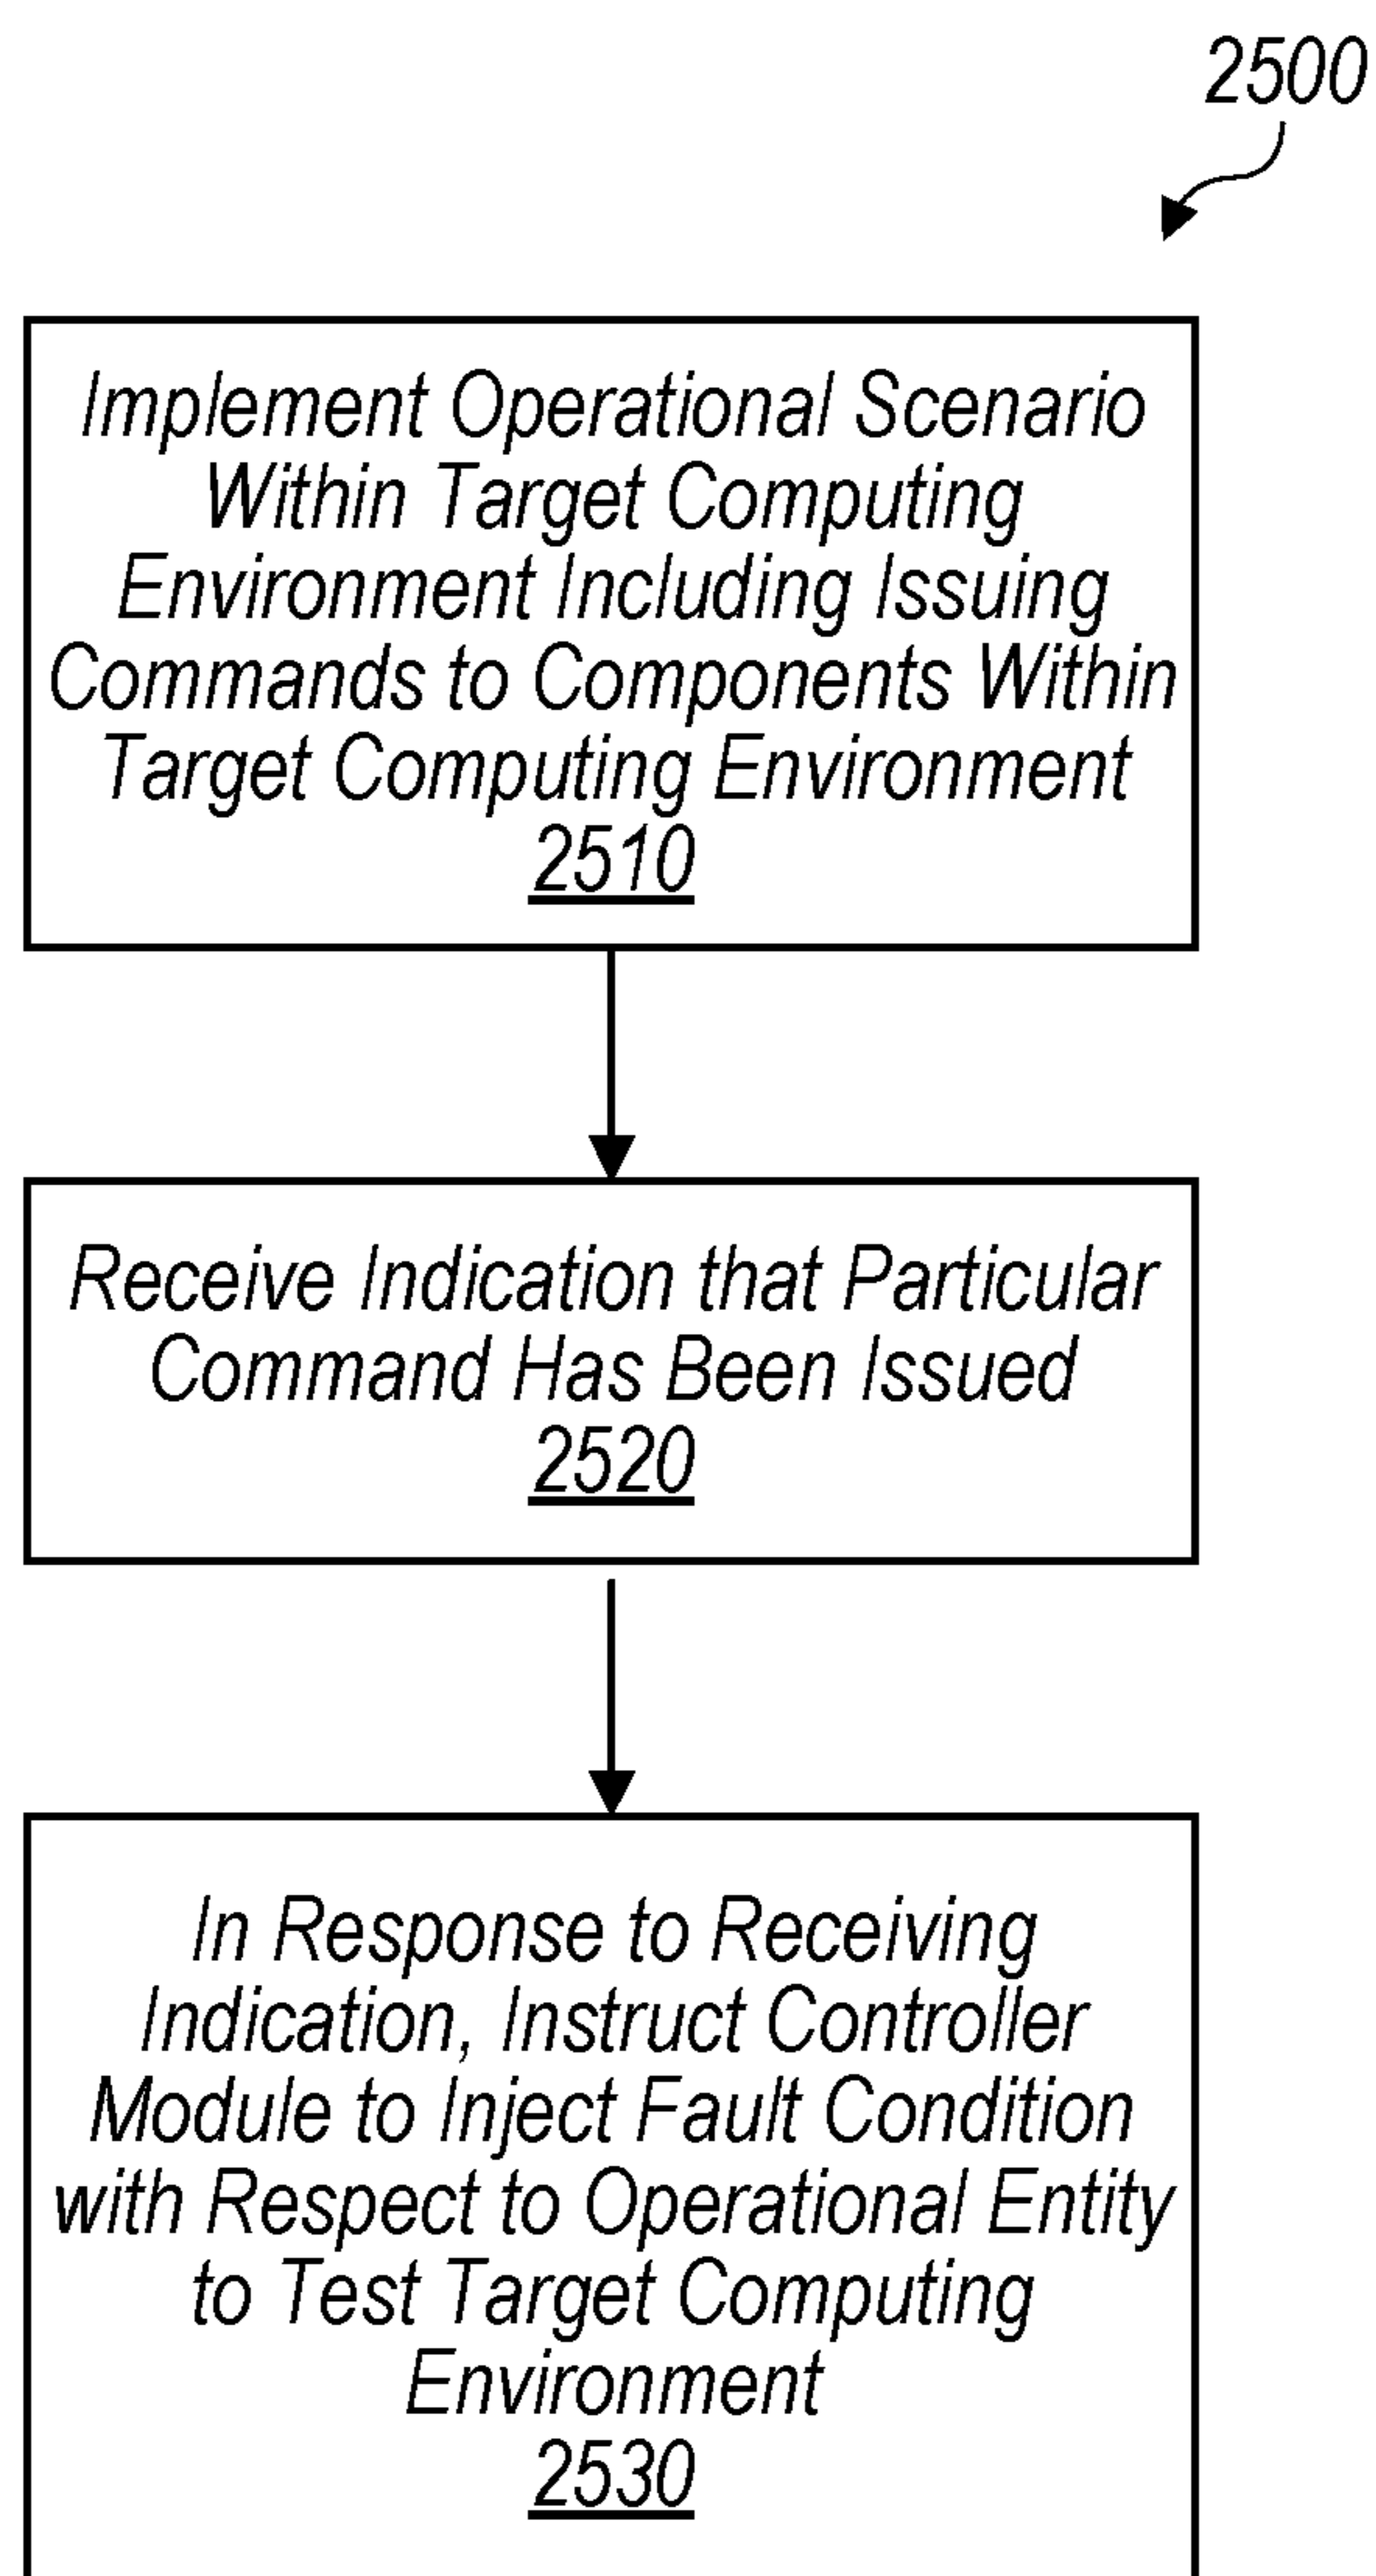 2500
Implement Operational Scenario
Within Target Computing
Environment Including Issuing
Commands to Components Within
Target Computing Environment
2510
Receive Indication that Particular
Command Has Been Issued
2520
In Response to Receiving
Indication, Instruct Controller
Module to Inject Fault Condition
with Respect to Operational Entity
to Test Target Computing
Environment
2530